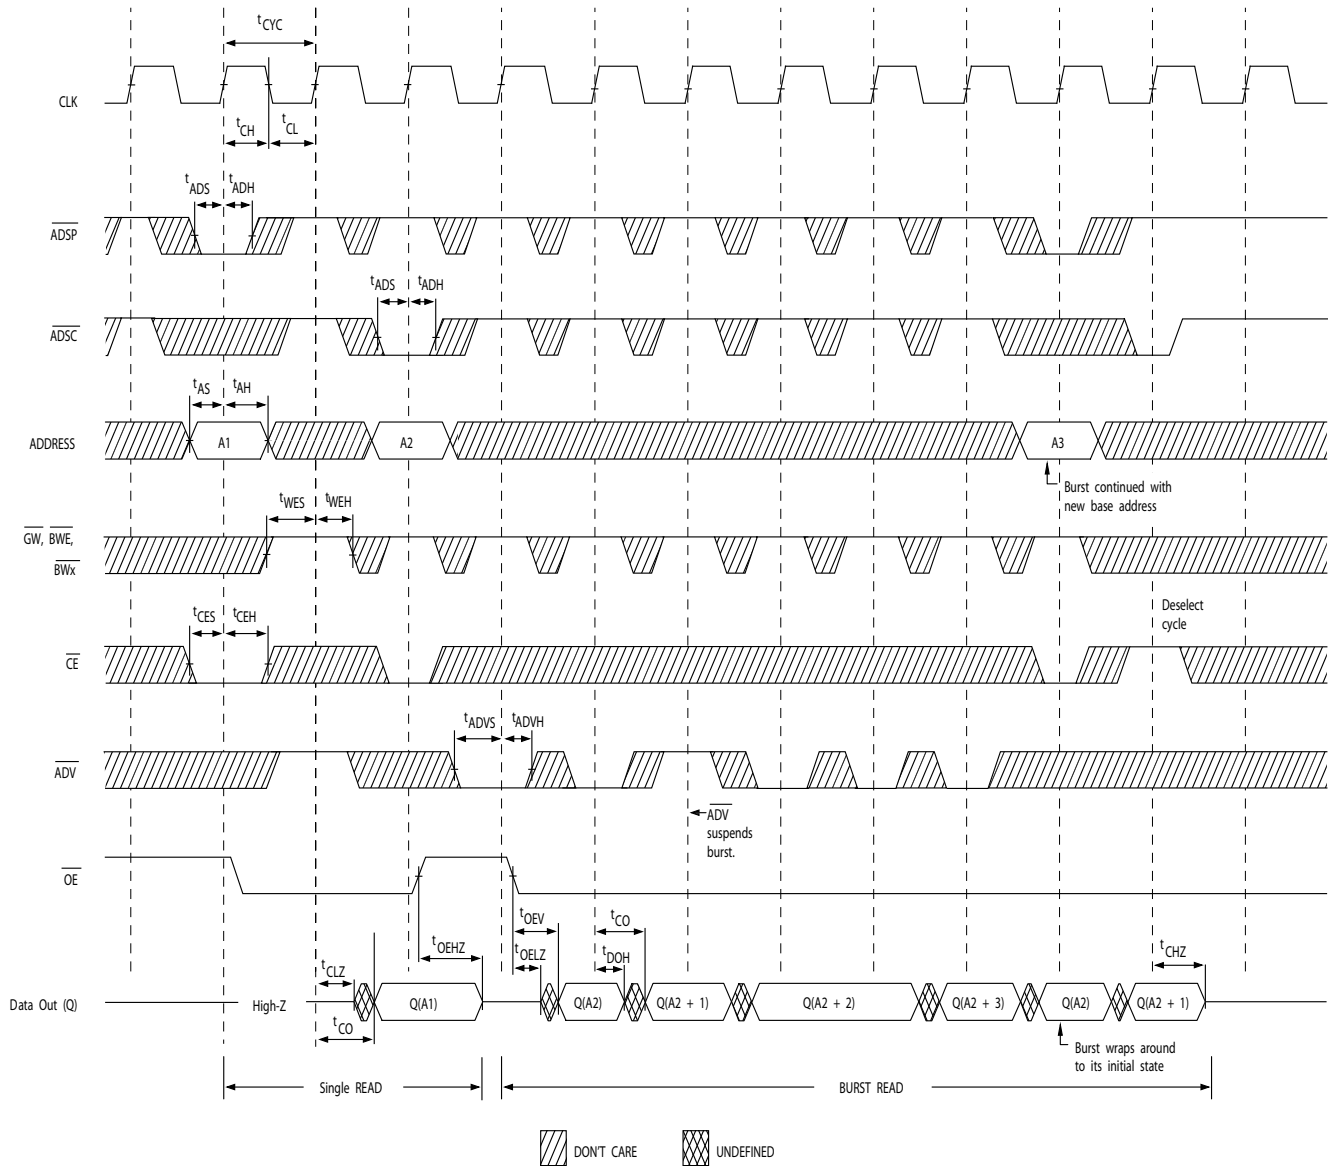 tCYC
CLK
tCH
tCL
tADS
tADH
ADSP
tADS
tADH
ADSC
tAS
tAH
ADDRESS
A1
A2
A3
Burst continued with
new base address
tWES
tWEH
GW, BWE,
BWx
tCES
tCEH
Deselect
cycle
CE
tADVS
tADVH
ADV
ADV
suspends
burst.
OE
tOEV
tCO
tOEHZ
tOELZ
tDOH
tCHZ
tCLZ
Data Out (Q)
High-Z
Q(A1)
Q(A2)
Q(A2 + 1)
Q(A2 + 2)
Q(A2 + 3)
Q(A2)
Q(A2 + 1)
tCO
Burst wraps around
to its initial state
Single READ
BURST READ
DON'T CARE
UNDEFINED